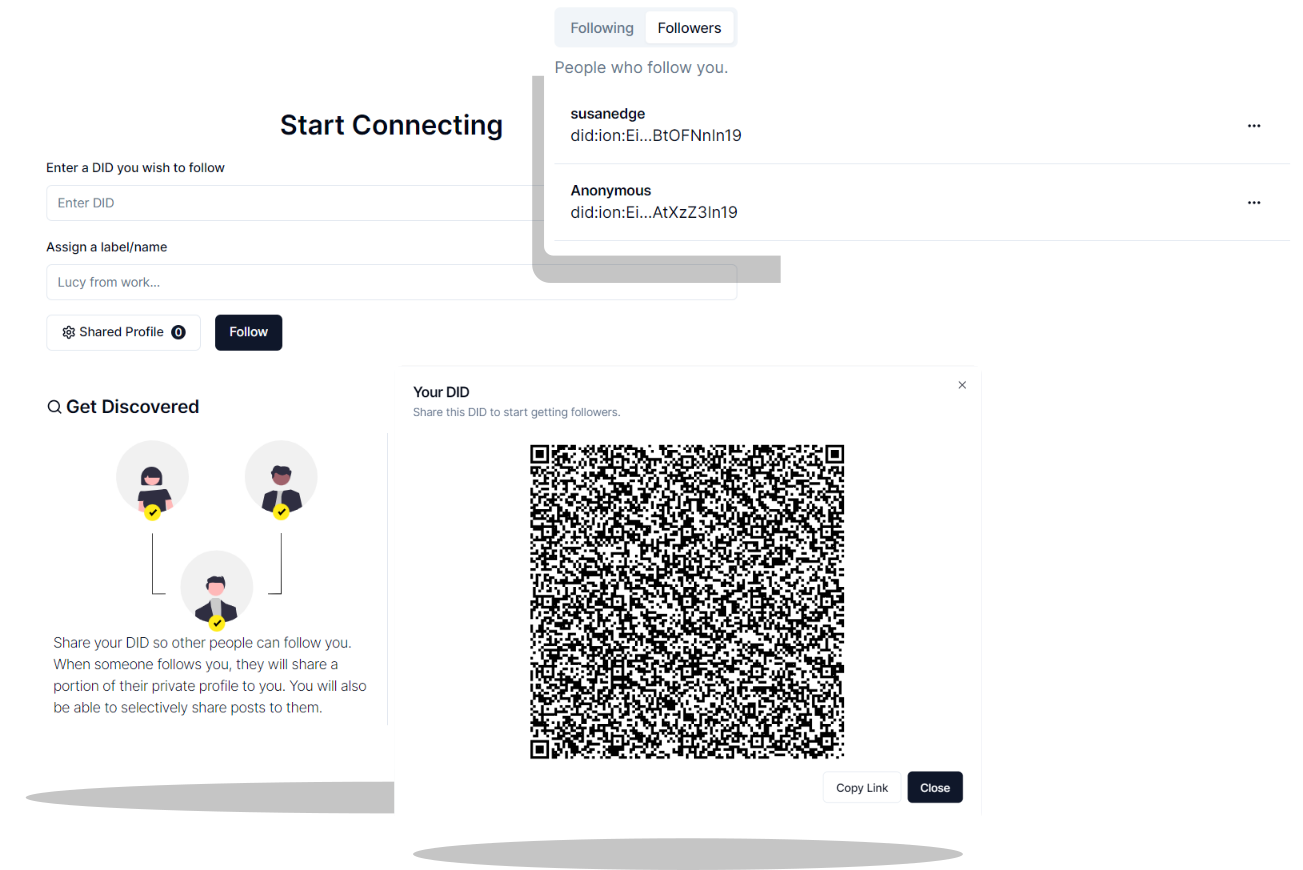 Following
Followers
People who follow you.
susanedge
did:ion:Ei...BtOFNnIn19
Anonymous
did:ion:Ei...AtXzZ3In19
Start Connecting
Enter a DID you wish to follow
Enter DID
Assign a label/name
Lucy from work...
Shared Profile 0
Follow
Get Discovered
Share your DID so other people can follow you.
When someone follows you, they will share a
portion of their private profile to you. You will also
be able to selectively share posts to them.
Your DID
Share this DID to start getting followers.
Copy Link
Close